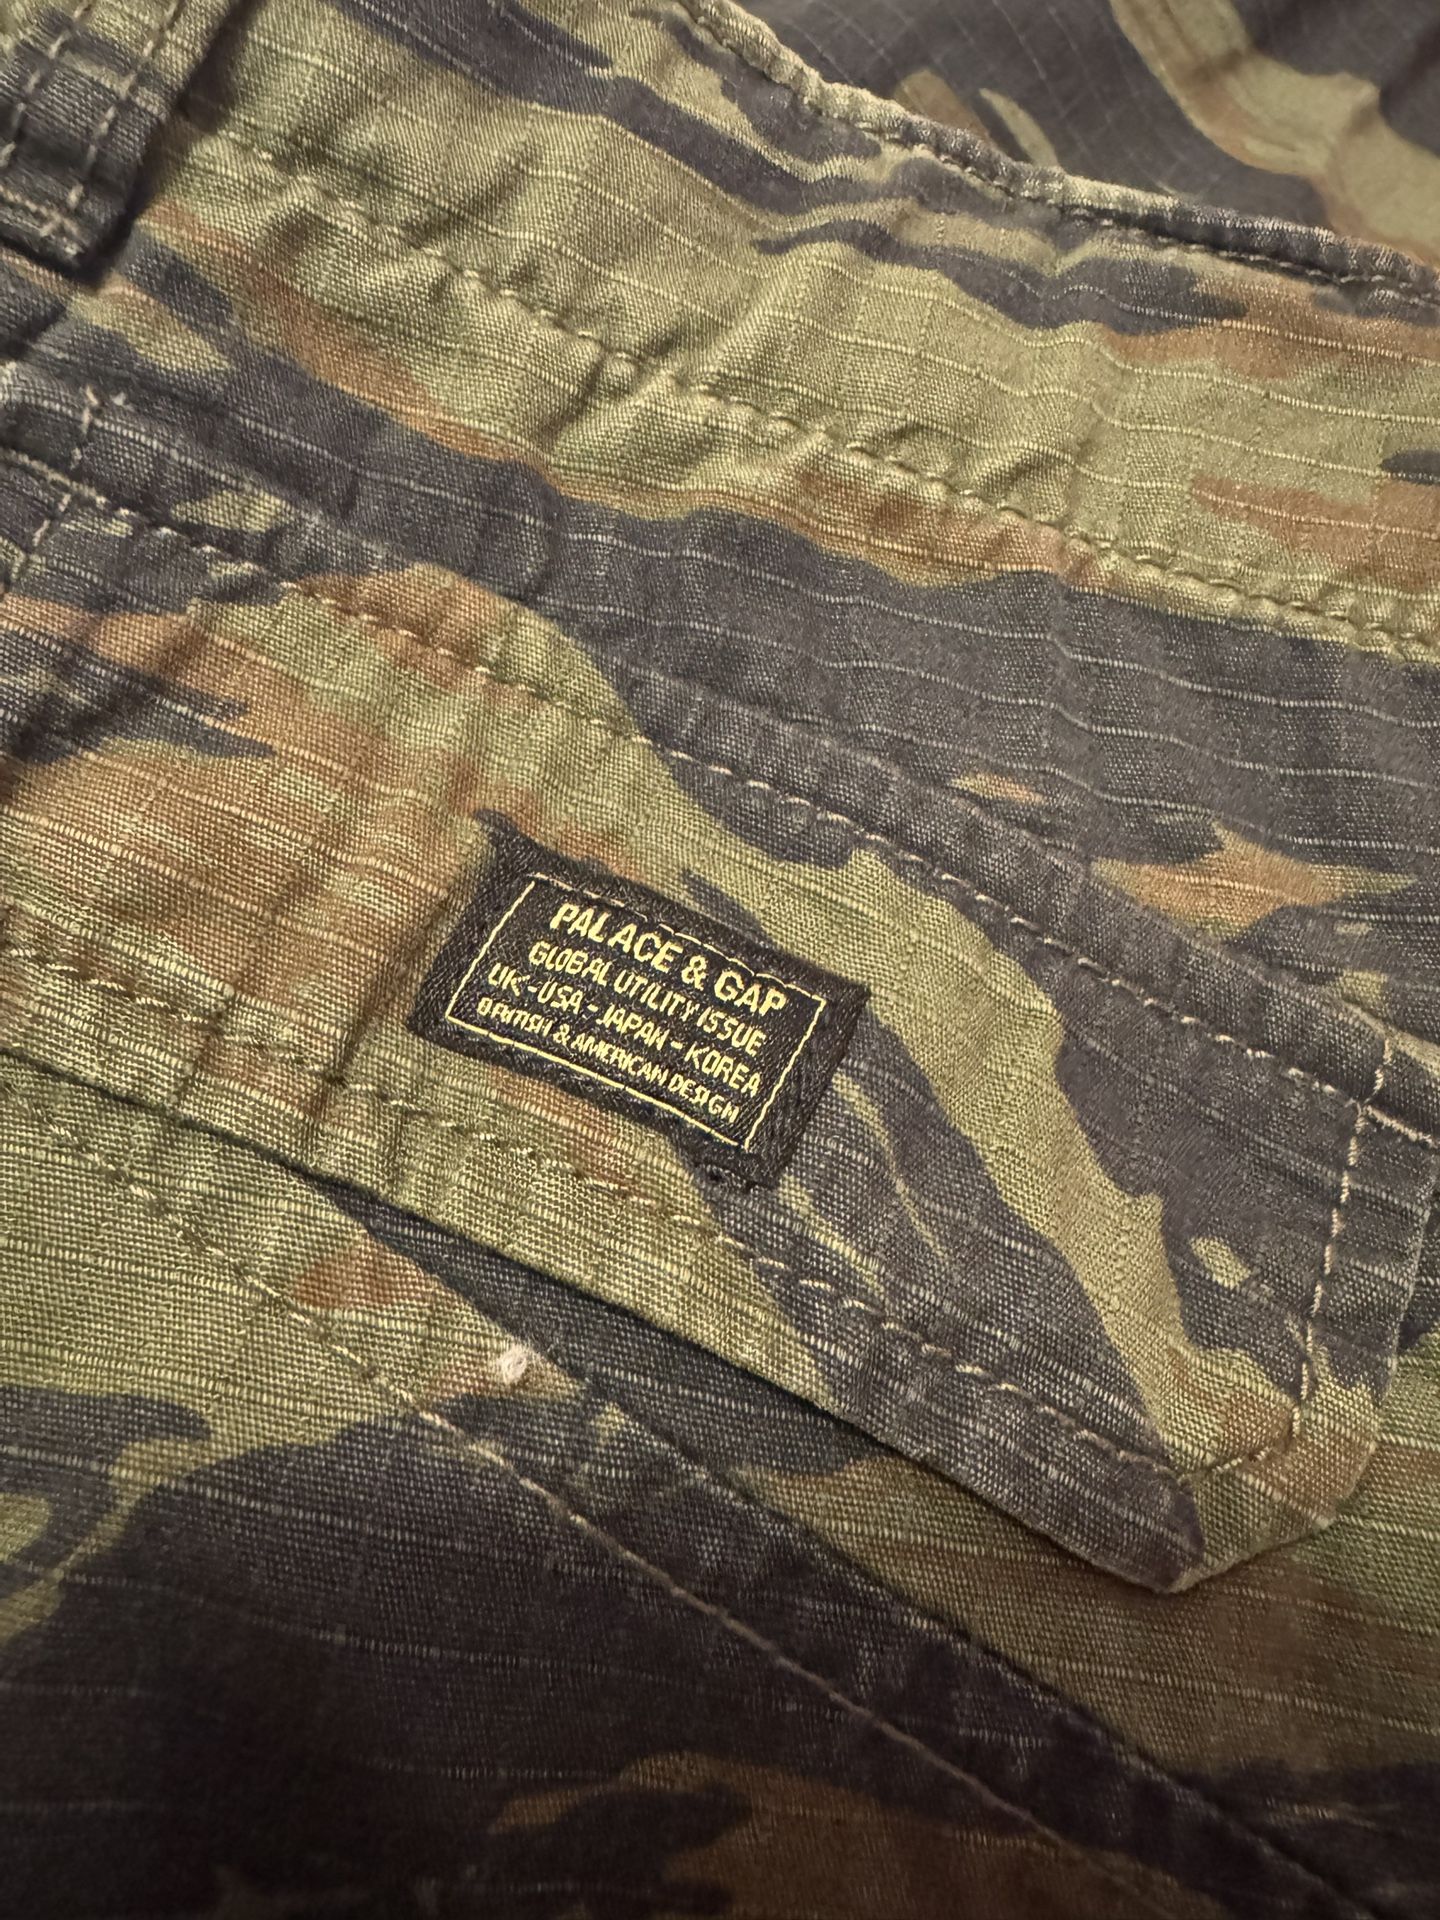 PALACE & GAP
GLOBAL UTILITY ISSUE
UK-USA-JAPAN-KOREA
BRITISH & AMERICAN DESIGN